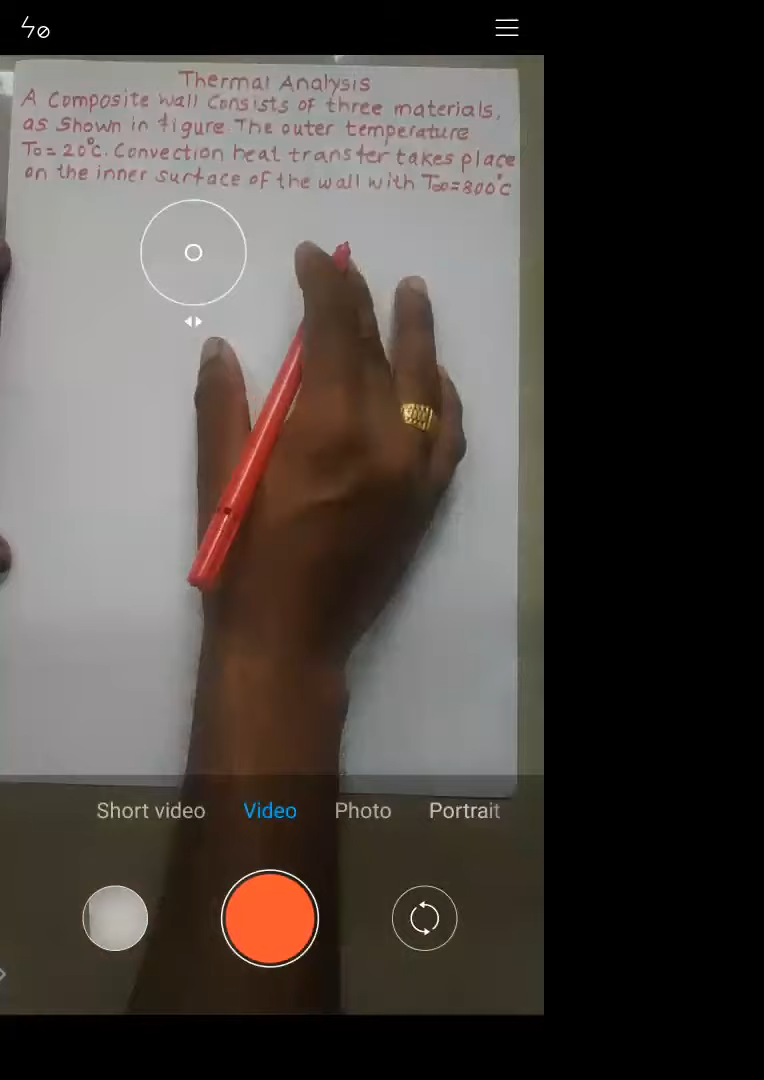 Thermal Analysis
A Composite wall Consists of three materials,
as Shown in figure. The outer temperature
To = 20°C. Convection heat transfer takes place
on the inner surface of the wall with T∞=800°C
Short video Video Photo Portrait